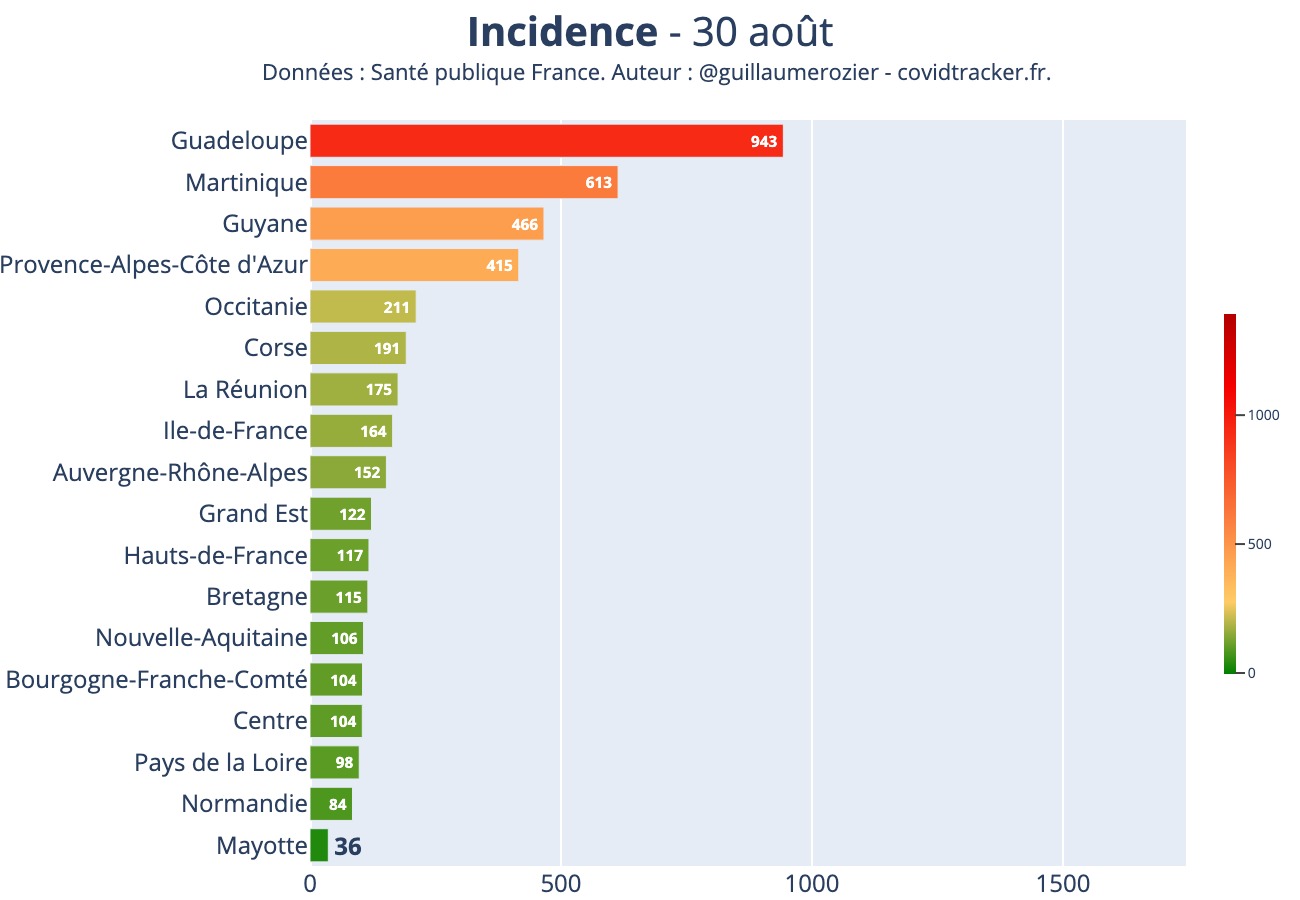 Incidence - 30 août
Données : Santé publique France. Auteur : @guillaumerozier - covidtracker.fr.
Guadeloupe 943
Martinique 613
Guyane 466
Provence-Alpes-Côte d'Azur 415
Occitanie 211
Corse 191
La Réunion 175
Ile-de-France 164
Auvergne-Rhône-Alpes 152
Grand Est 122
Hauts-de-France 117
Bretagne 115
Nouvelle-Aquitaine 106
Bourgogne-Franche-Comté 104
Centre 104
Pays de la Loire 98
Normandie 84
Mayotte 36
0 500 1000 1500
1000
500
0